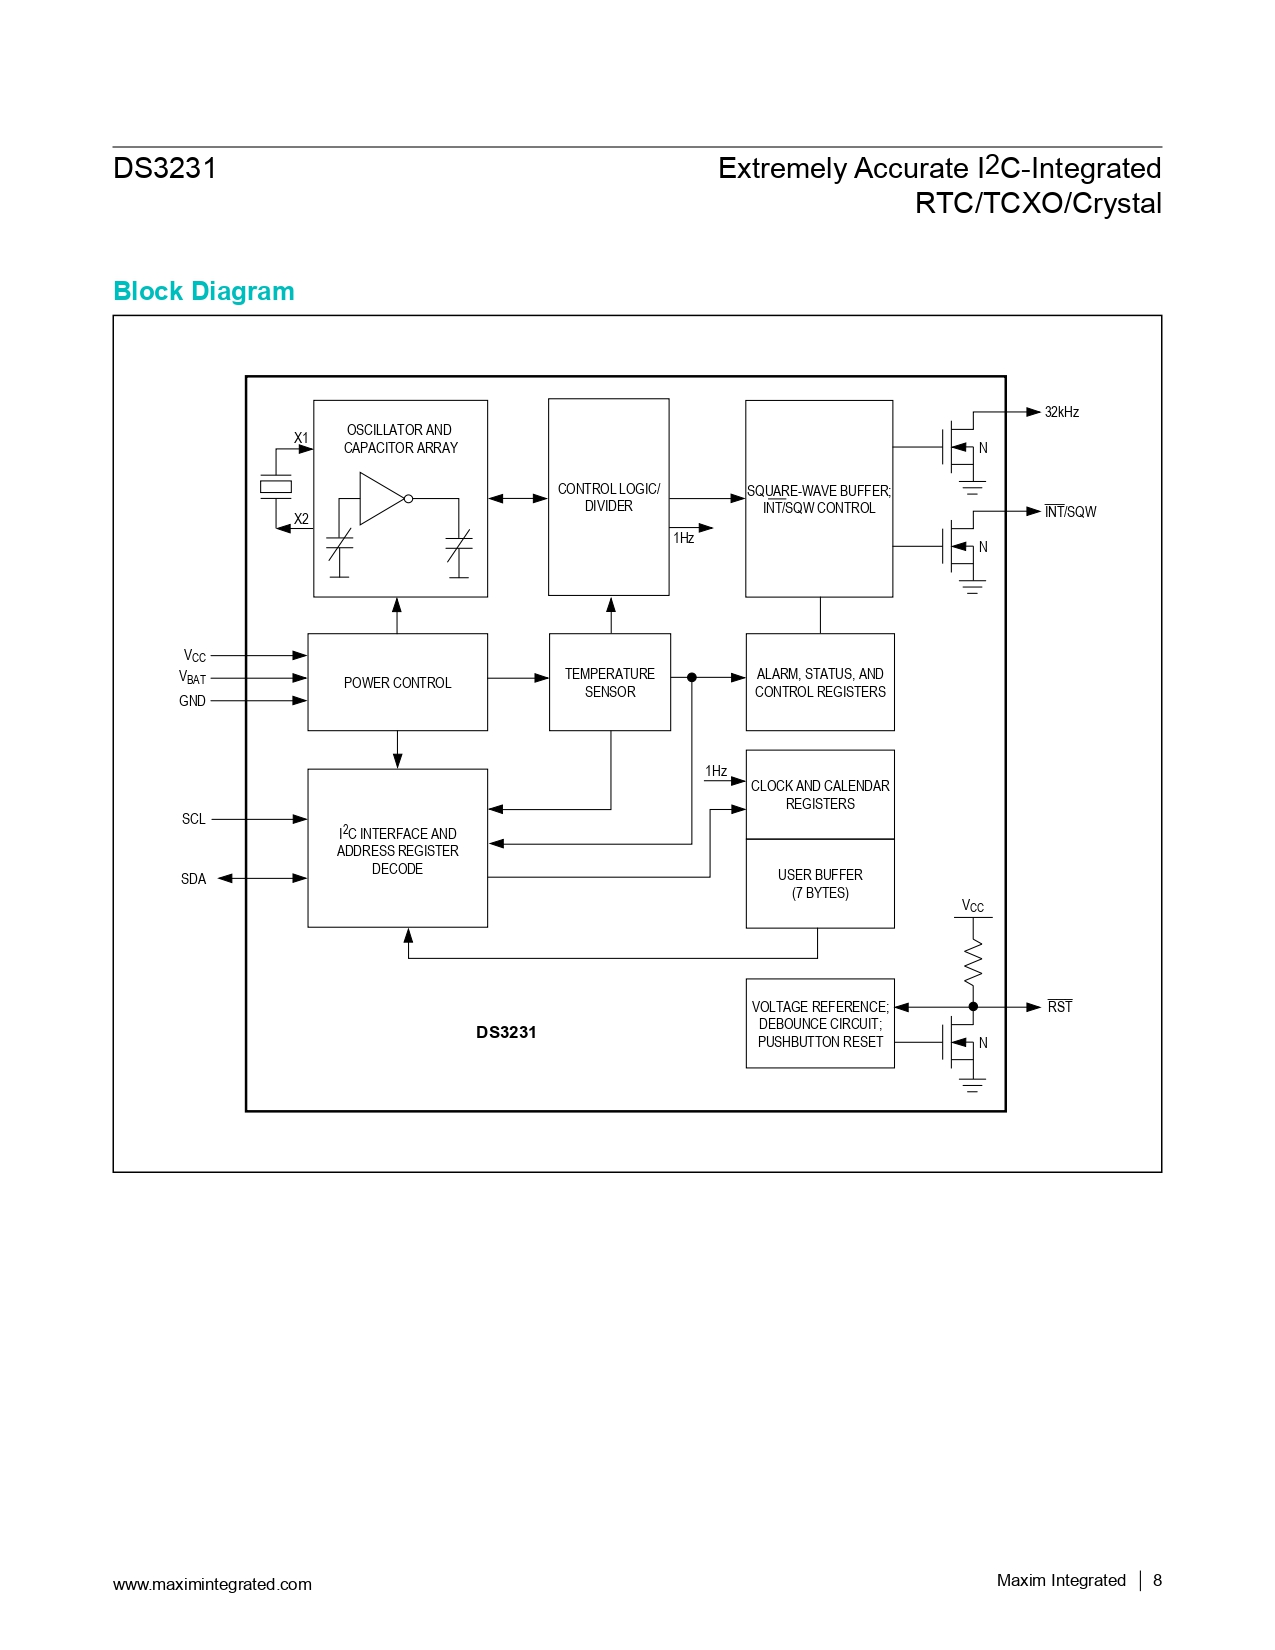 DS3231
Extremely Accurate I2C-Integrated
RTC/TCXO/Crystal
Block Diagram
X1
X2
OSCILLATOR AND
CAPACITOR ARRAY
CONTROL LOGIC/
DIVIDER
1Hz
SQUARE-WAVE BUFFER;
INT/SQW CONTROL
N
32kHz
N
INT/SQW
VCC
VBAT
GND
POWER CONTROL
TEMPERATURE
SENSOR
ALARM, STATUS, AND
CONTROL REGISTERS
1Hz
CLOCK AND CALENDAR
REGISTERS
SCL
SDA
I2C INTERFACE AND
ADDRESS REGISTER
DECODE
USER BUFFER
(7 BYTES)
VCC
VOLTAGE REFERENCE;
DEBOUNCE CIRCUIT;
PUSHBUTTON RESET
N
RST
DS3231
www.maximintegrated.com
Maxim Integrated | 8